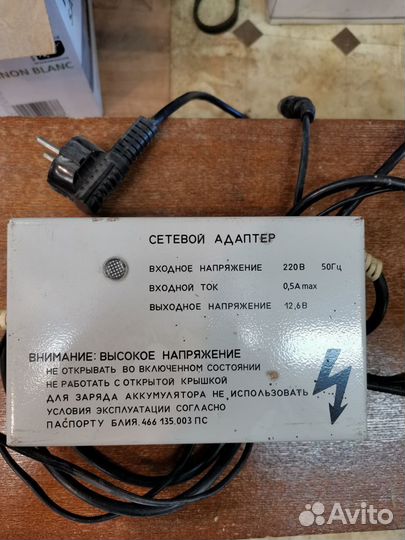 NON BLANC
СЕТЕВОЙ АДАПТЕР
ВХОДНОЕ НАПРЯЖЕНИЕ 220В 50Гц
ВХОДНОЙ ТОК 0,5А max
ВЫХОДНОЕ НАПРЯЖЕНИЕ 12,6В
ВНИМАНИЕ: ВЫСОКОЕ НАПРЯЖЕНИЕ
НЕ ОТКРЫВАТЬ ВО ВКЛЮЧЕННОМ СОСТОЯНИИ
НЕ РАБОТАТЬ С ОТКРЫТОЙ КРЫШКОЙ
ДЛЯ ЗАРЯДА АККУМУЛЯТОРА НЕ ИСПОЛЬЗОВАТЬ
УСЛОВИЯ ЭКСПЛУАТАЦИИ СОГЛАСНО
ПАСПОРТУ БЛИЯ.466 135.003 ПС
Avito